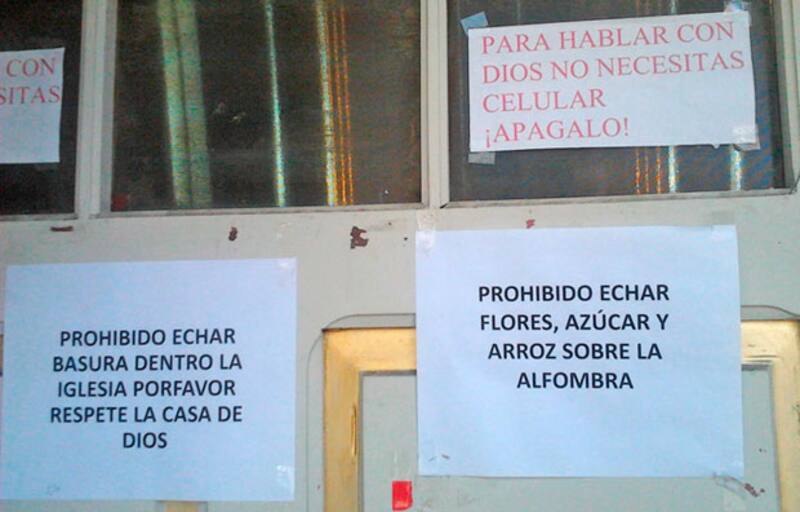 CON
SITAS
PARA HABLAR CON
DIOS NO NECESITAS
CELULAR
¡APAGALO!
PROHIBIDO ECHAR
BASURA DENTRO LA
IGLESIA PORFAVOR
RESPETE LA CASA DE
DIOS
PROHIBIDO ECHAR
FLORES, AZÚCAR Y
ARROZ SOBRE LA
ALFOMBRA